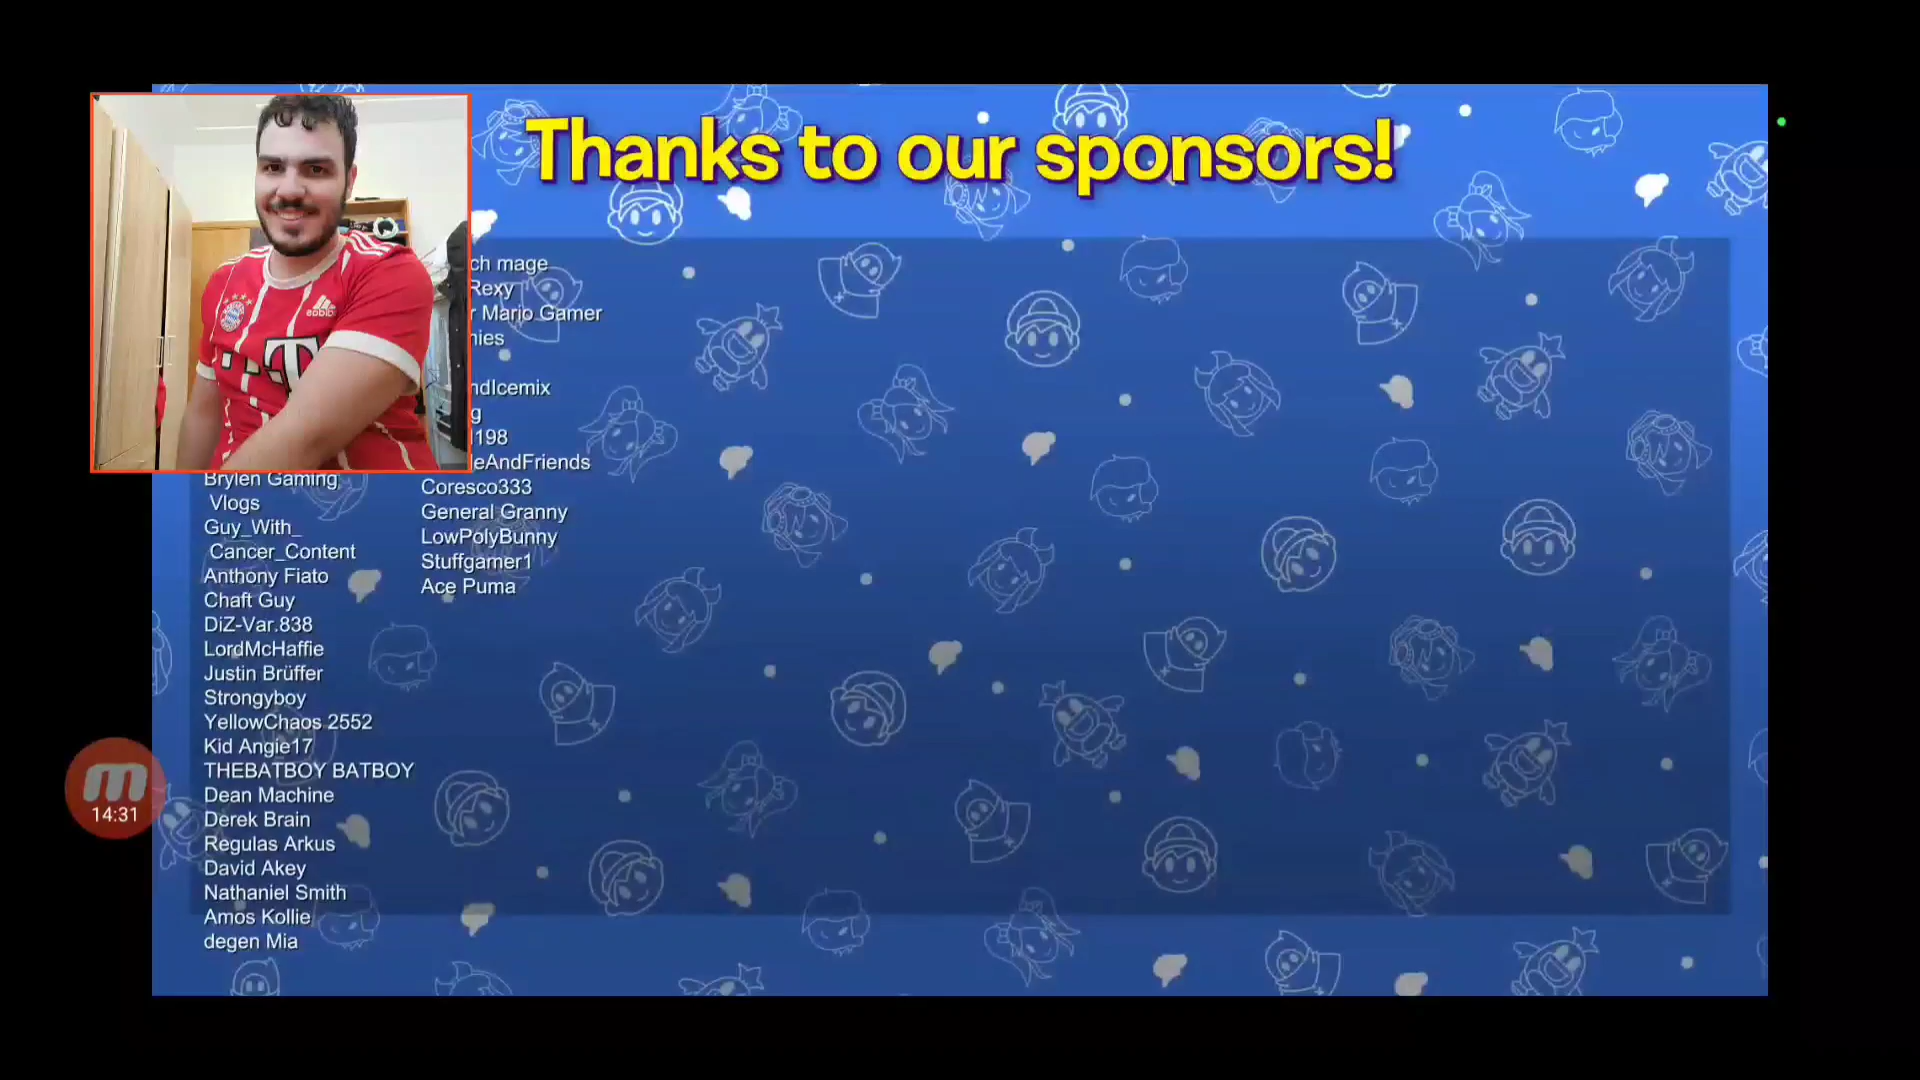 Thanks to our sponsors!
Brylen Gaming
Vlogs
Guy_With_
Cancer_Content
Anthony Fiato
Chaft Guy
DiZ-Var.838
LordMcHaffie
Justin Brüffer
Strongyboy
YellowChaos 2552
Kid Angie17
THEBATBOY BATBOY
Dean Machine
Derek Brain
Regulas Arkus
David Akey
Nathaniel Smith
Amos Kollie
degen Mia
ch mage
Rexy
r Mario Gamer
ndIcemix
198
eAndFriends
Coresco333
General Granny
LowPolyBunny
Stuffgamer1
Ace Puma
adidas
T
14:31